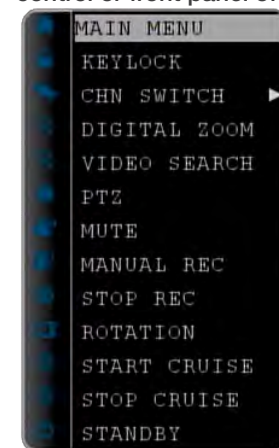 MAIN MENU
KEYLOCK
CHN SWITCH
DIGITAL ZOOM
VIDEO SEARCH
PTZ
MUTE
MANUAL REC
STOP REC
ROTATION
START CRUISE
STOP CRUISE
STANDBY